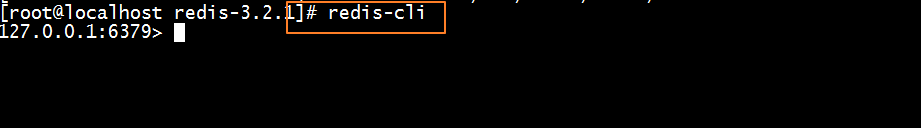 [root@localhost redis-3.2.1]# redis-cli
127.0.0.1:6379>